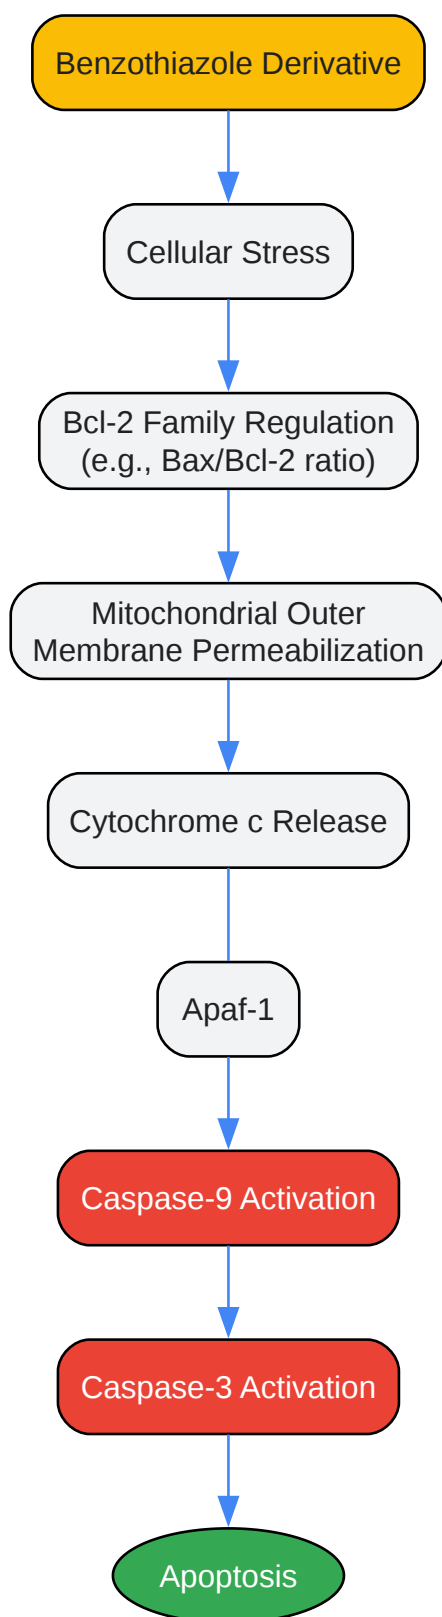 Benzothiazole Derivative
Cellular Stress
Bcl-2 Family Regulation
(e.g., Bax/Bcl-2 ratio)
Mitochondrial Outer
Membrane Permeabilization
Cytochrome c Release
Apaf-1
Caspase-9 Activation
Caspase-3 Activation
Apoptosis